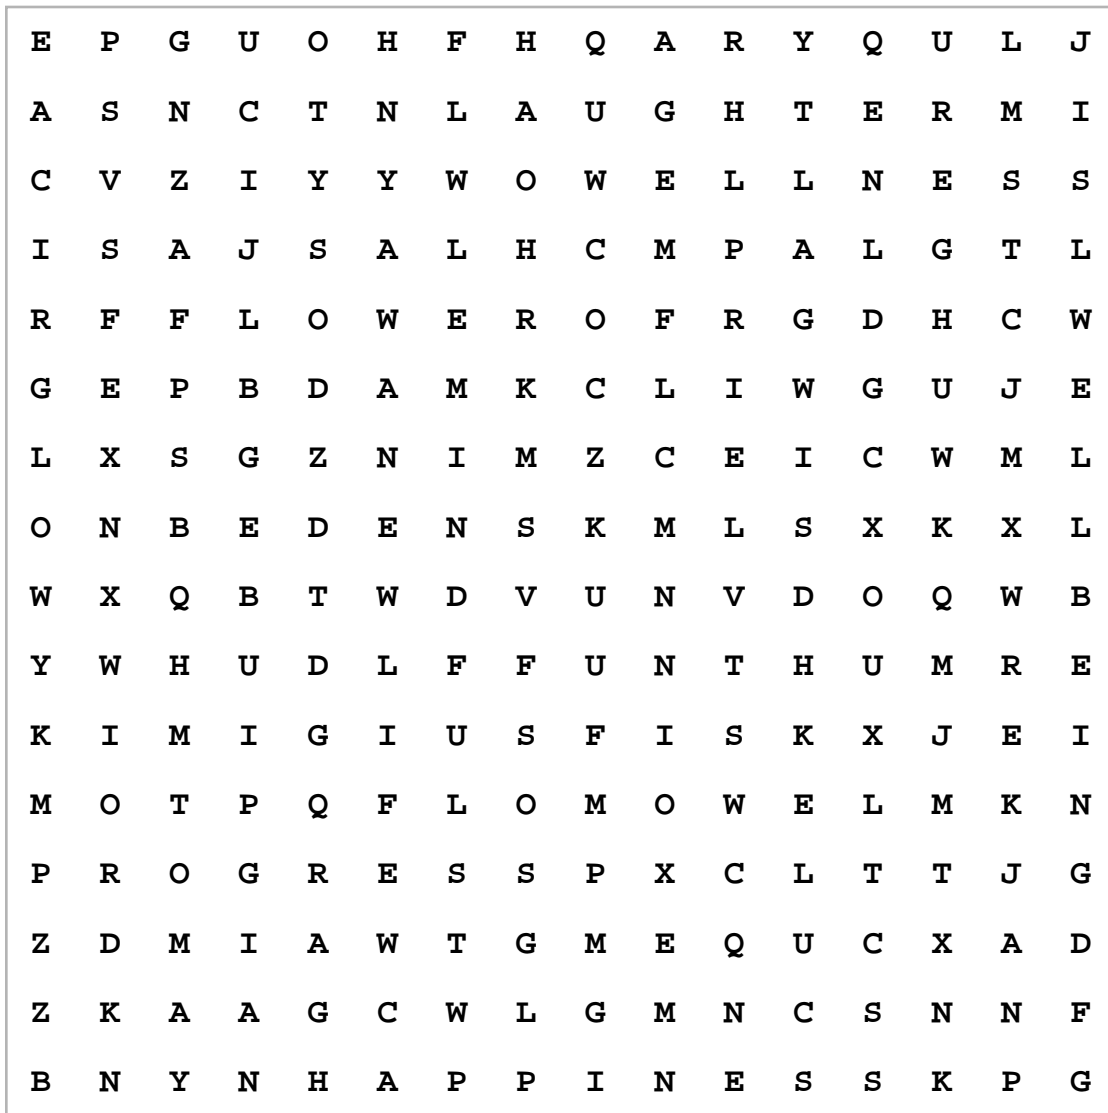 E P G U O H F H Q A R Y Q U L J
A S N C T N L A U G H T E R M I
C V Z I Y Y W O W E L L N E S S
I S A J S A L H C M P A L G T L
R F F L O W E R O F R G D H C W
G E P B D A M K C L I W G U J E
L X S G Z N I M Z C E I C W M L
O N B E D E N S K M L S X K X L
W X Q B T W D V U N V D O Q W B
Y W H U D L F F U N T H U M R E
K I M I G I U S F I S K X J E I
M O T P Q F L O M O W E L M K N
P R O G R E S S P X C L T T J G
Z D M I A W T G M E Q U C X A D
Z K A A G C W L G M N C S N N F
B N Y N H A P P I N E S S K P G